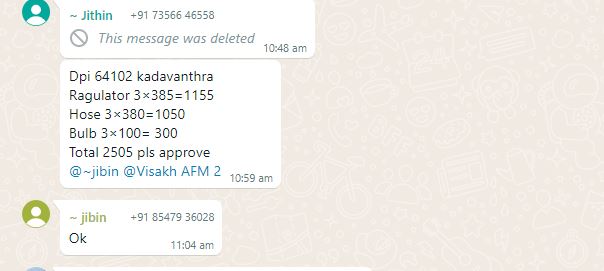 ~ Jithin +91 73566 46558
This message was deleted 10:48 am
Dpi 64102 kadavanthra
Ragulator 3×385=1155
Hose 3×380=1050
Bulb 3×100= 300
Total 2505 pls approve
@~jibin @Visakh AFM 2 10:59 am
~ jibin +91 85479 36028
Ok
11:04 am